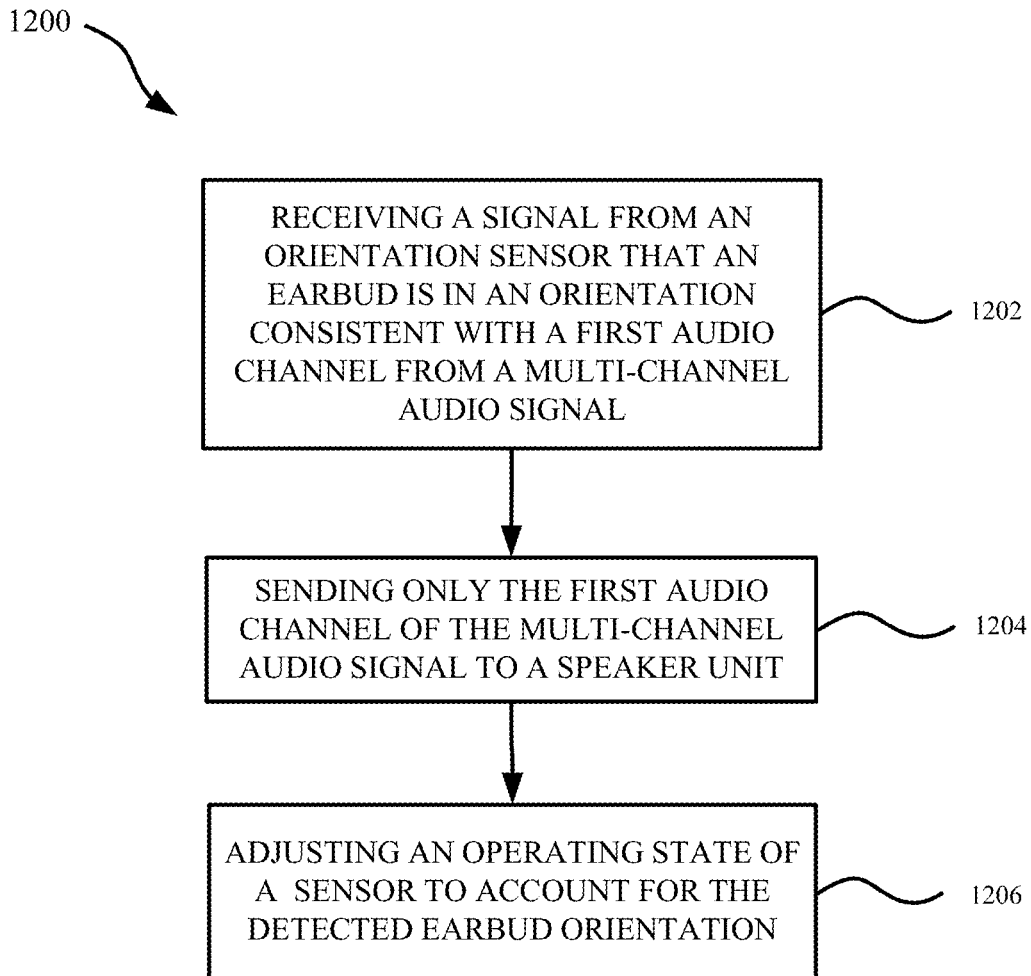 1200
RECEIVING A SIGNAL FROM AN
ORIENTATION SENSOR THAT AN
EARBUD IS IN AN ORIENTATION
CONSISTENT WITH A FIRST AUDIO
CHANNEL FROM A MULTI-CHANNEL
AUDIO SIGNAL
1202
SENDING ONLY THE FIRST AUDIO
CHANNEL OF THE MULTI-CHANNEL
AUDIO SIGNAL TO A SPEAKER UNIT
1204
ADJUSTING AN OPERATING STATE OF
A SENSOR TO ACCOUNT FOR THE
DETECTED EARBUD ORIENTATION
1206